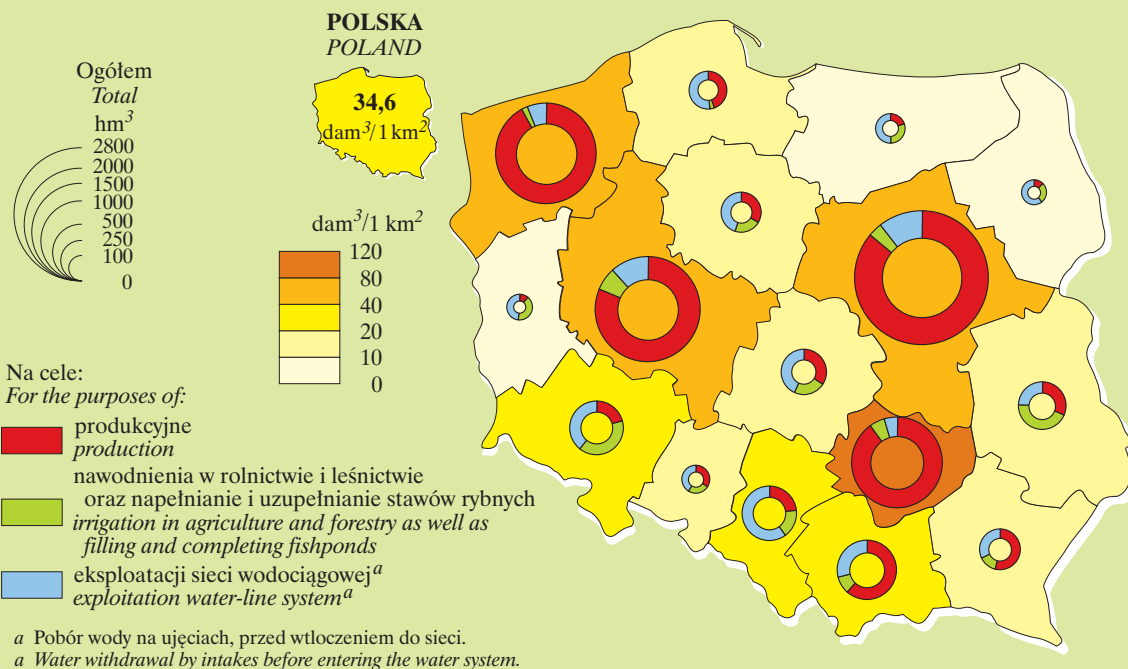 POLSKA
POLAND
34,6
dam³/1 km²
Ogółem
Total
hm³
2800
2000
1500
1000
500
250
100
0
dam³/1 km²
120
80
40
20
10
0
Na cele:
For the purposes of:
produkcyjne
production
nawodnienia w rolnictwie i leśnictwie
oraz napełnianie i uzupełnianie stawów rybnych
irrigation in agriculture and forestry as well as
filling and completing fishponds
eksploatacji sieci wodociągowejᵃ
exploitation water-line systemᵃ
a Pobór wody na ujęciach, przed wtłoczeniem do sieci.
a Water withdrawal by intakes before entering the water system.